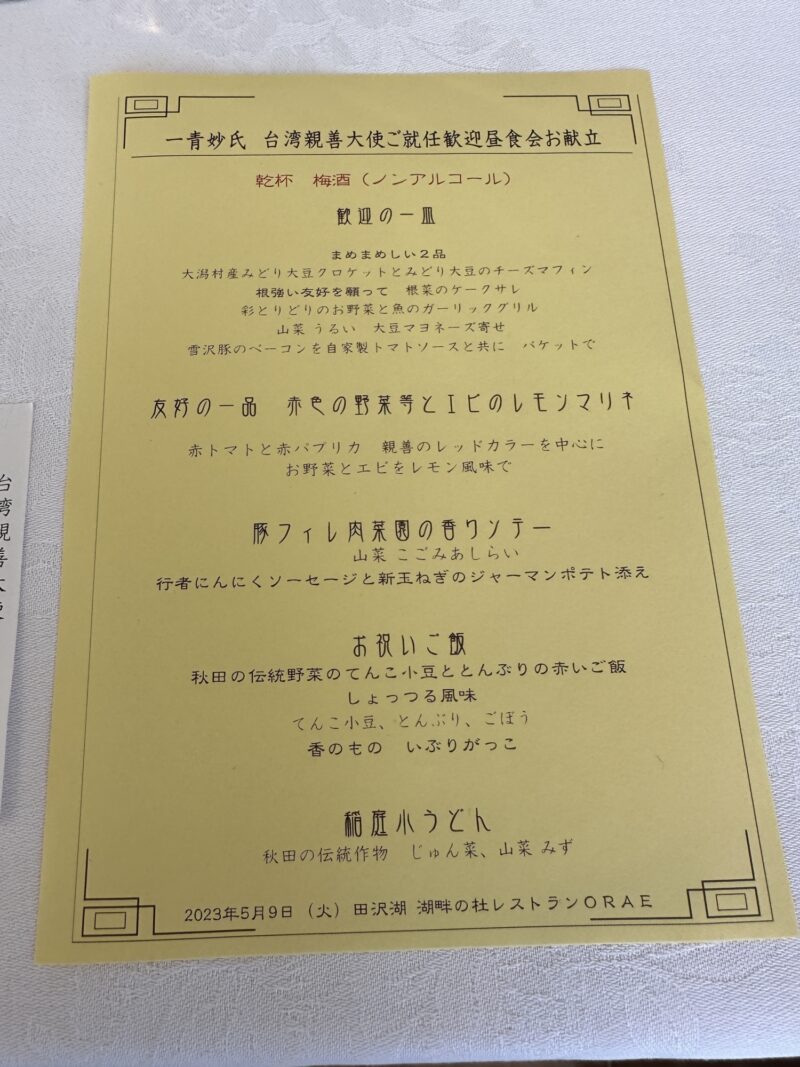 一青妙氏 台湾親善大使ご就任歓迎昼食会お献立
乾杯 梅酒（ノンアルコール）
歓迎の一皿
まめまめしい２品
大潟村産みどり大豆クロケットとみどり大豆のチーズマフィン
根強い友好を願って 根菜のケークサレ
彩とりどりのお野菜と魚のガーリックグリル
山菜 うるい 大豆マヨネーズ寄せ
雪沢豚のベーコンを自家製トマトソースと共に バケットで
友好の一品 赤色の野菜等とエビのレモンマリネ
赤トマトと赤パプリカ 親善のレッドカラーを中心に
お野菜とエビをレモン風味で
豚フィレ肉菜園の香りソテー
山菜 こごみあしらい
行者にんにくソーセージと新玉ねぎのジャーマンポテト添え
お祝いご飯
秋田の伝統野菜のてんこ小豆ととんぶりの赤いご飯
しょっつる風味
てんこ小豆、とんぶり、ごぼう
香のもの いぶりがっこ
稲庭小うどん
秋田の伝統作物 じゅん菜、山菜 みず
2023年5月9日（火）田沢湖 湖畔の杜レストランＯＲＡＥ
台湾親善大使